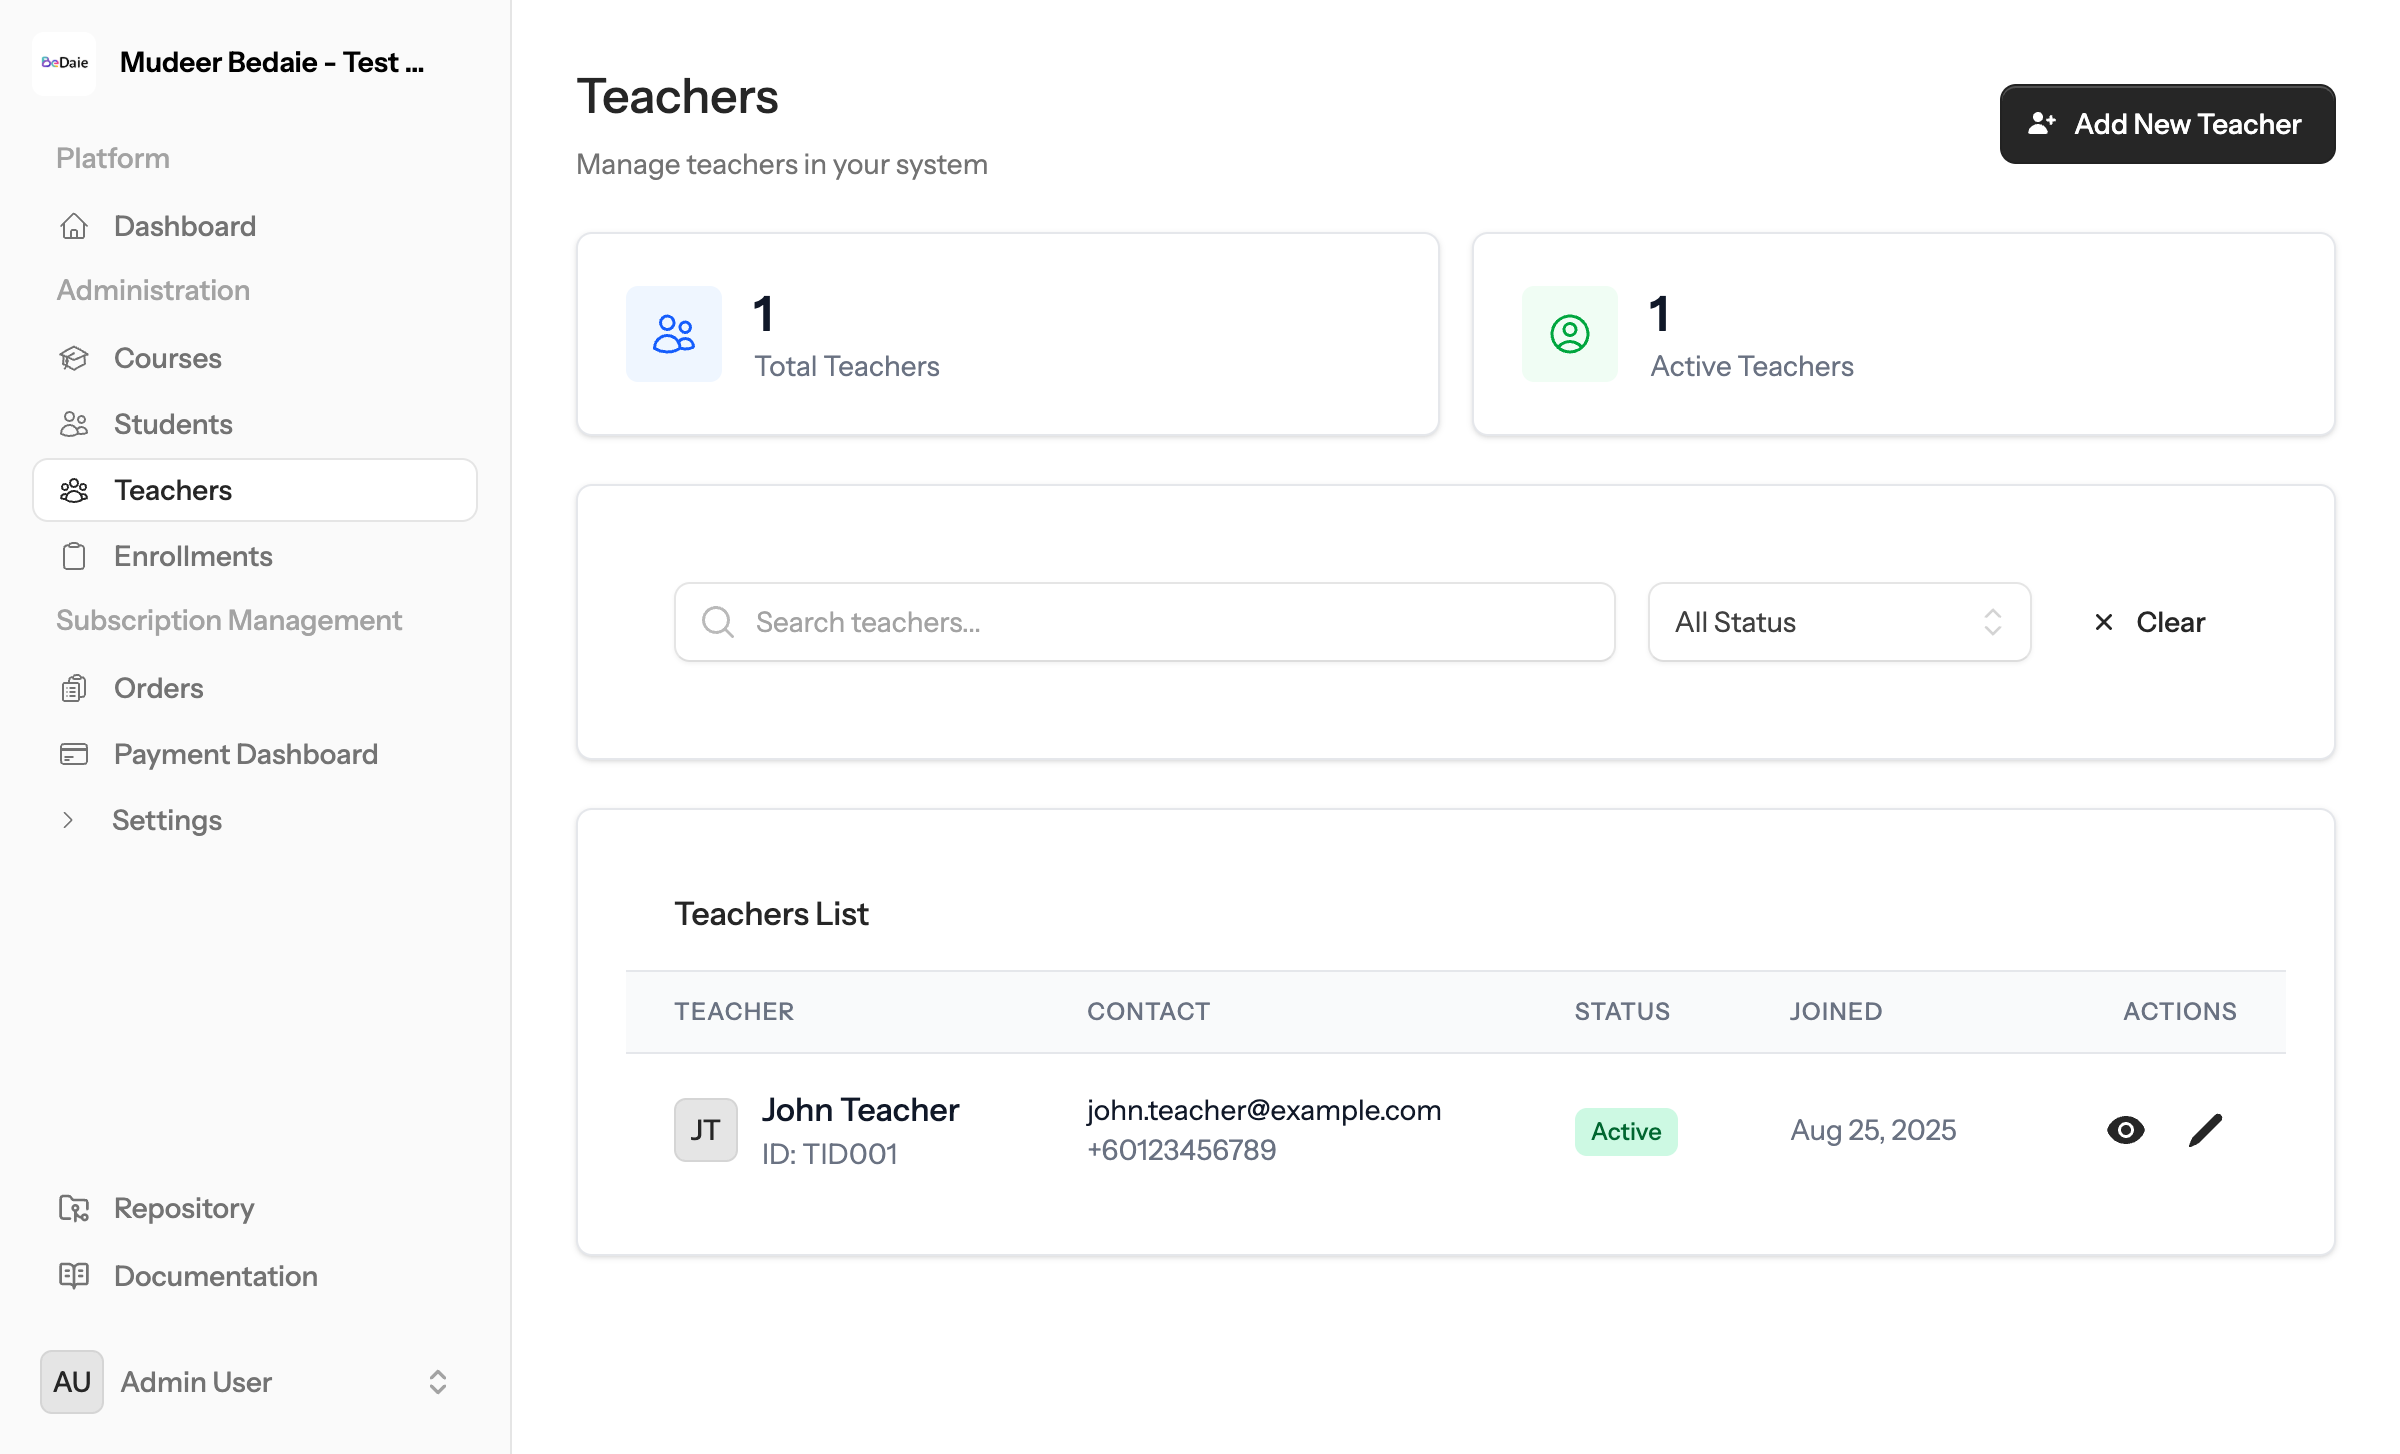 BeDaie
Mudeer Bedaie - Test ...
Platform
Dashboard
Administration
Courses
Students
Teachers
Enrollments
Subscription Management
Orders
Payment Dashboard
Settings
Repository
Documentation
AU
Admin User
Teachers
Manage teachers in your system
Add New Teacher
1
Total Teachers
1
Active Teachers
Search teachers...
All Status
Clear
Teachers List
TEACHER CONTACT STATUS JOINED ACTIONS
JT
John Teacher
ID: TID001
john.teacher@example.com
+60123456789
Active
Aug 25, 2025